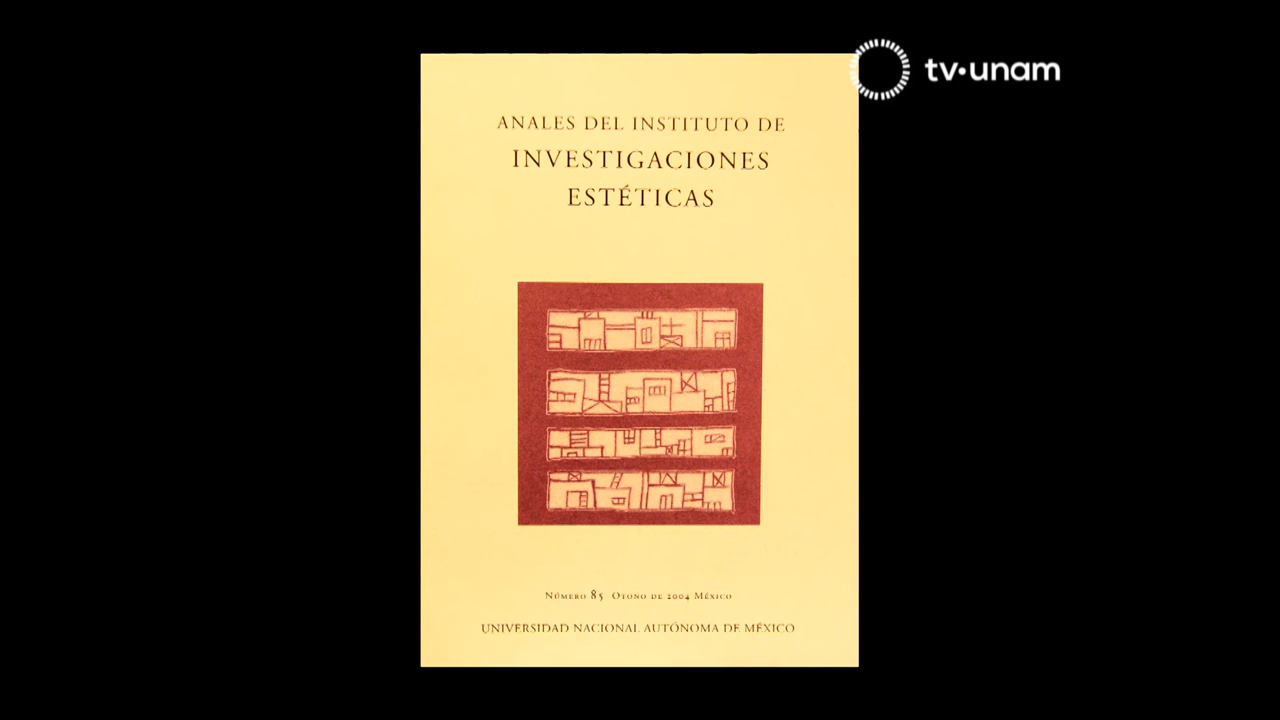 tv·unam
ANALES DEL INSTITUTO DE
INVESTIGACIONES
ESTÉTICAS
Número 85 Otoño de 2004 México
UNIVERSIDAD NACIONAL AUTÓNOMA DE MÉXICO